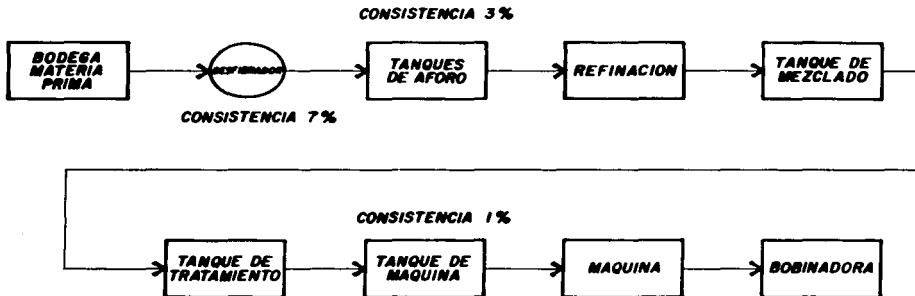 CONSISTENCIA 3%
BODEGA
MATERIA
PRIMA
DESFIBRADOR
TANQUES
DE AFORO
REFINACION
TANQUE DE
MEZCLADO
CONSISTENCIA 7%
CONSISTENCIA 1%
TANQUE DE
TRATAMIENTO
TANQUE DE
MAQUINA
MAQUINA
BOBINADORA